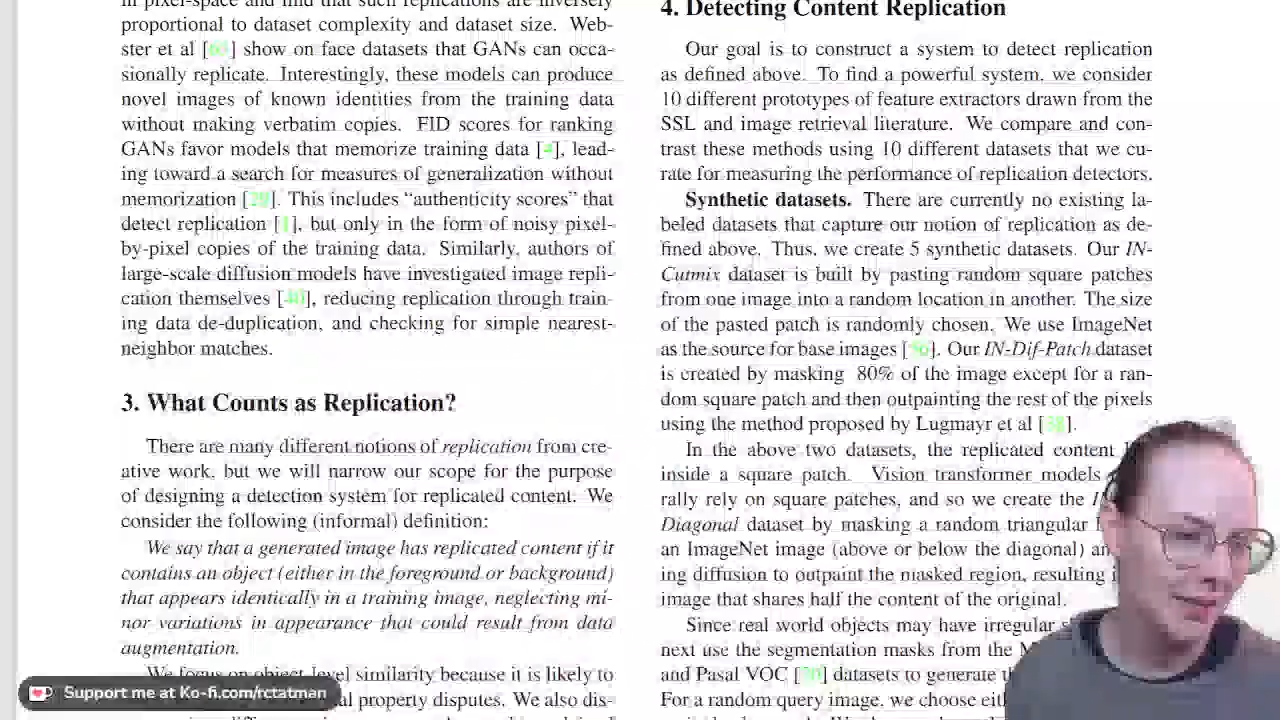 in pixel-space and find that such replications are inversely
proportional to dataset complexity and dataset size. Web-
ster et al [65] show on face datasets that GANs can occa-
sionally replicate. Interestingly, these models can produce
novel images of known identities from the training data
without making verbatim copies. FID scores for ranking
GANs favor models that memorize training data [4], lead-
ing toward a search for measures of generalization without
memorization [29]. This includes “authenticity scores” that
detect replication [1], but only in the form of noisy pixel-
by-pixel copies of the training data. Similarly, authors of
large-scale diffusion models have investigated image repli-
cation themselves [40], reducing replication through train-
ing data de-duplication, and checking for simple nearest-
neighbor matches.
3. What Counts as Replication?
There are many different notions of replication from cre-
ative work, but we will narrow our scope for the purpose
of designing a detection system for replicated content. We
consider the following (informal) definition:
We say that a generated image has replicated content if it
contains an object (either in the foreground or background)
that appears identically in a training image, neglecting mi-
nor variations in appearance that could result from data
augmentation.
We focus on object level similarity because it is likely to
al property disputes. We also dis-
Support me at Ko-fi.com/rctatman
4. Detecting Content Replication
Our goal is to construct a system to detect replication
as defined above. To find a powerful system, we consider
10 different prototypes of feature extractors drawn from the
SSL and image retrieval literature. We compare and con-
trast these methods using 10 different datasets that we cu-
rate for measuring the performance of replication detectors.
Synthetic datasets. There are currently no existing la-
beled datasets that capture our notion of replication as de-
fined above. Thus, we create 5 synthetic datasets. Our IN-
Cutmix dataset is built by pasting random square patches
from one image into a random location in another. The size
of the pasted patch is randomly chosen. We use ImageNet
as the source for base images [56]. Our IN-Dif-Patch dataset
is created by masking 80% of the image except for a ran-
dom square patch and then outpainting the rest of the pixels
using the method proposed by Lugmayr et al [38].
In the above two datasets, the replicated content
inside a square patch. Vision transformer models
rally rely on square patches, and so we create the
Diagonal dataset by masking a random triangular
an ImageNet image (above or below the diagonal)
ing diffusion to outpaint the masked region, resulting
image that shares half the content of the original.
Since real world objects may have irregular
next use the segmentation masks from the
and Pasal VOC datasets to generate
For a random query image, we choose